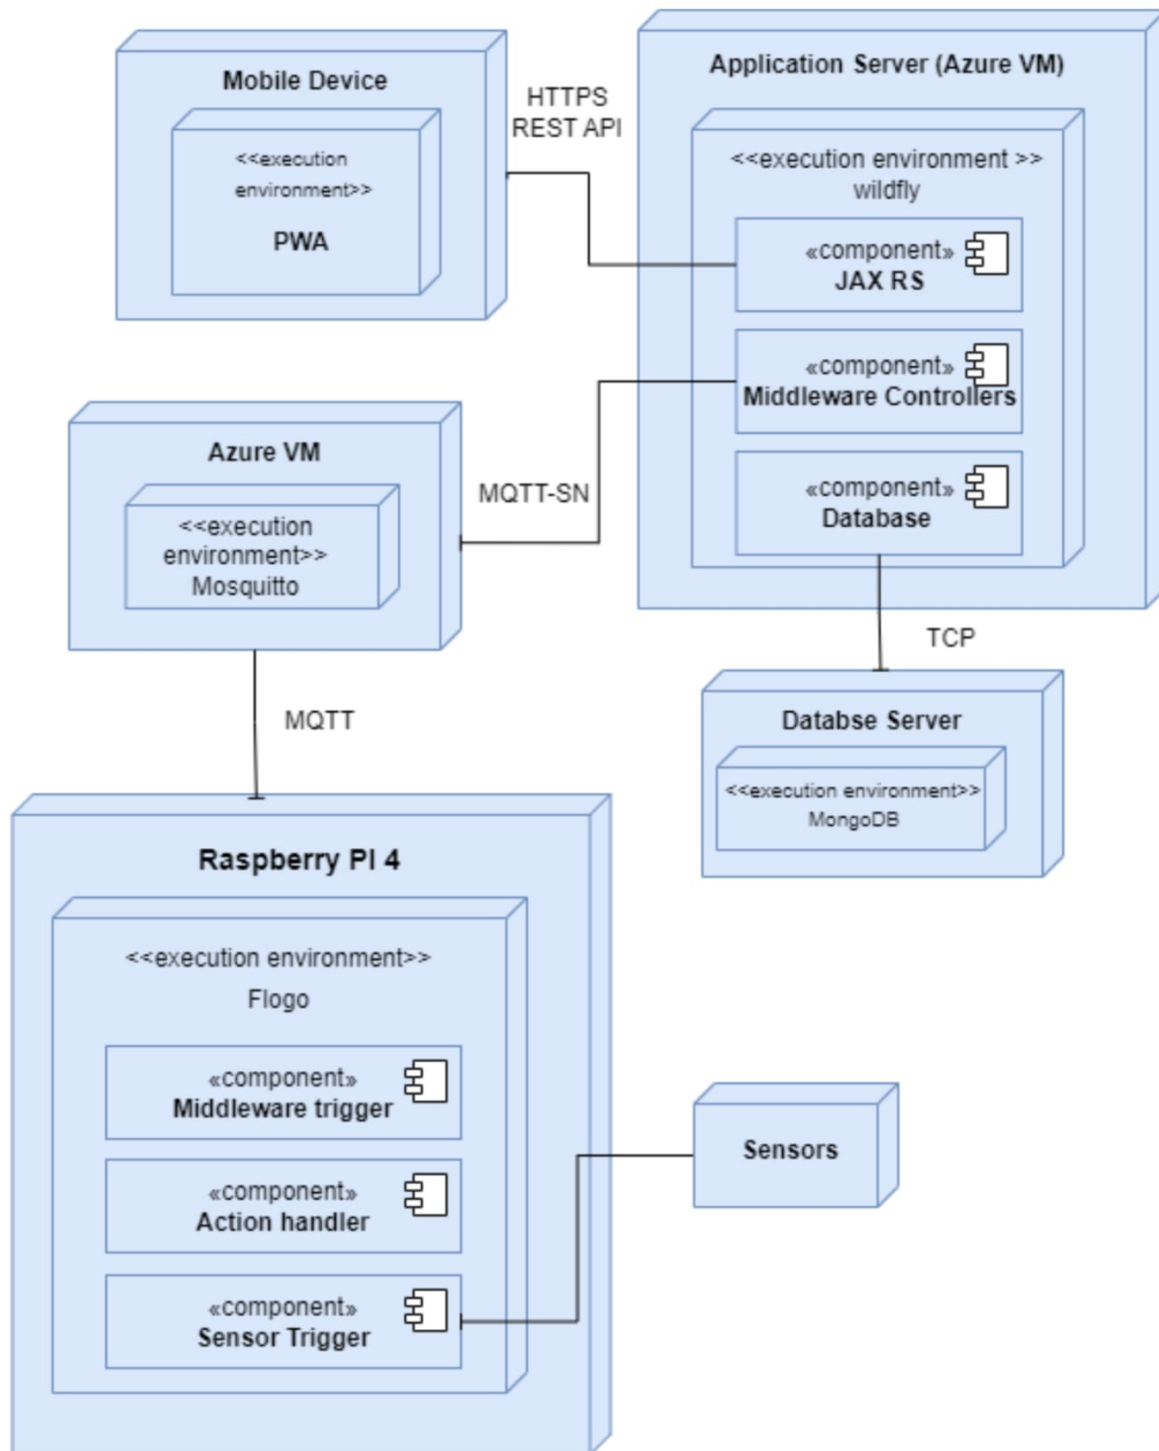 Mobile Device
<<execution
environment>>
PWA
HTTPS
REST API
Application Server (Azure VM)
<<execution environment >>
wildfly
«component»
JAX RS
«component»
Middleware Controllers
«component»
Database
Azure VM
<<execution
environment>>
Mosquitto
MQTT-SN
TCP
MQTT
Databse Server
<<execution environment>>
MongoDB
Raspberry PI 4
<<execution environment>>
Flogo
«component»
Middleware trigger
«component»
Action handler
«component»
Sensor Trigger
Sensors